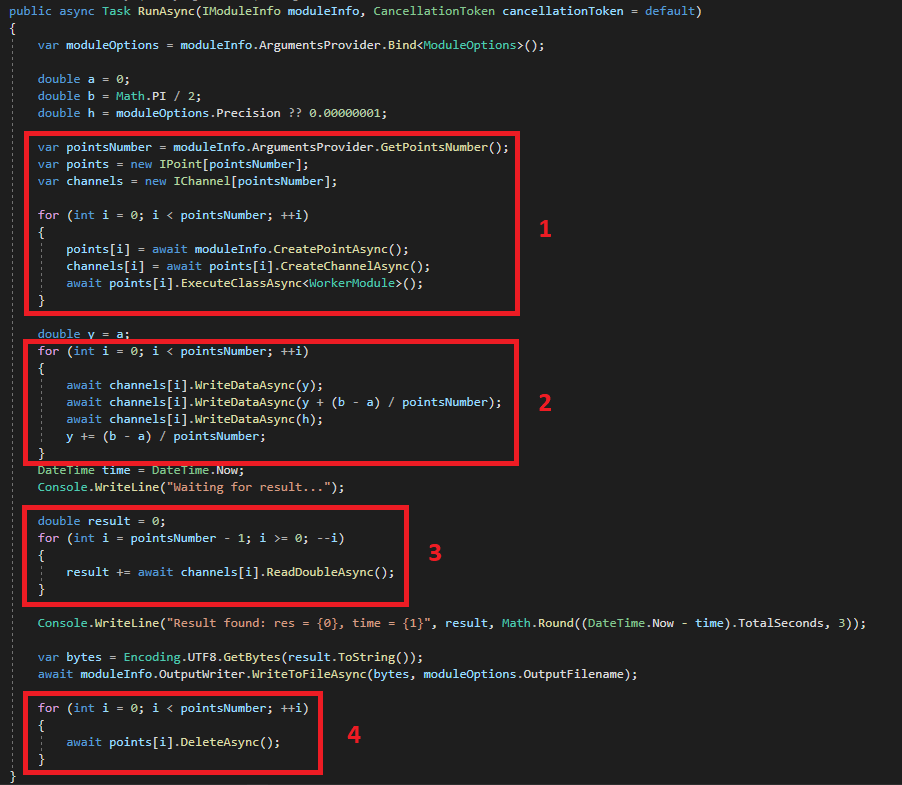 public async Task RunAsync(IModuleInfo moduleInfo, CancellationToken cancellationToken = default)
{
    var moduleOptions = moduleInfo.ArgumentsProvider.Bind<ModuleOptions>();

    double a = 0;
    double b = Math.PI / 2;
    double h = moduleOptions.Precision ?? 0.00000001;

    var pointsNumber = moduleInfo.ArgumentsProvider.GetPointsNumber();
    var points = new IPoint[pointsNumber];
    var channels = new IChannel[pointsNumber];

    for (int i = 0; i < pointsNumber; ++i)
1
    {
        points[i] = await moduleInfo.CreatePointAsync();
        channels[i] = await points[i].CreateChannelAsync();
        await points[i].ExecuteClassAsync<WorkerModule>();
    }

    double y = a;
    for (int i = 0; i < pointsNumber; ++i)
    {
        await channels[i].WriteDataAsync(y);
        await channels[i].WriteDataAsync(y + (b - a) / pointsNumber);
2
        await channels[i].WriteDataAsync(h);
        y += (b - a) / pointsNumber;
    }
    DateTime time = DateTime.Now;
    Console.WriteLine("Waiting for result...");

    double result = 0;
    for (int i = pointsNumber - 1; i >= 0; --i)
3
    {
        result += await channels[i].ReadDoubleAsync();
    }

    Console.WriteLine("Result found: res = {0}, time = {1}", result, Math.Round((DateTime.Now - time).TotalSeconds, 3));

    var bytes = Encoding.UTF8.GetBytes(result.ToString());
    await moduleInfo.OutputWriter.WriteToFileAsync(bytes, moduleOptions.OutputFilename);

    for (int i = 0; i < pointsNumber; ++i)
    {
4
        await points[i].DeleteAsync();
    }
}